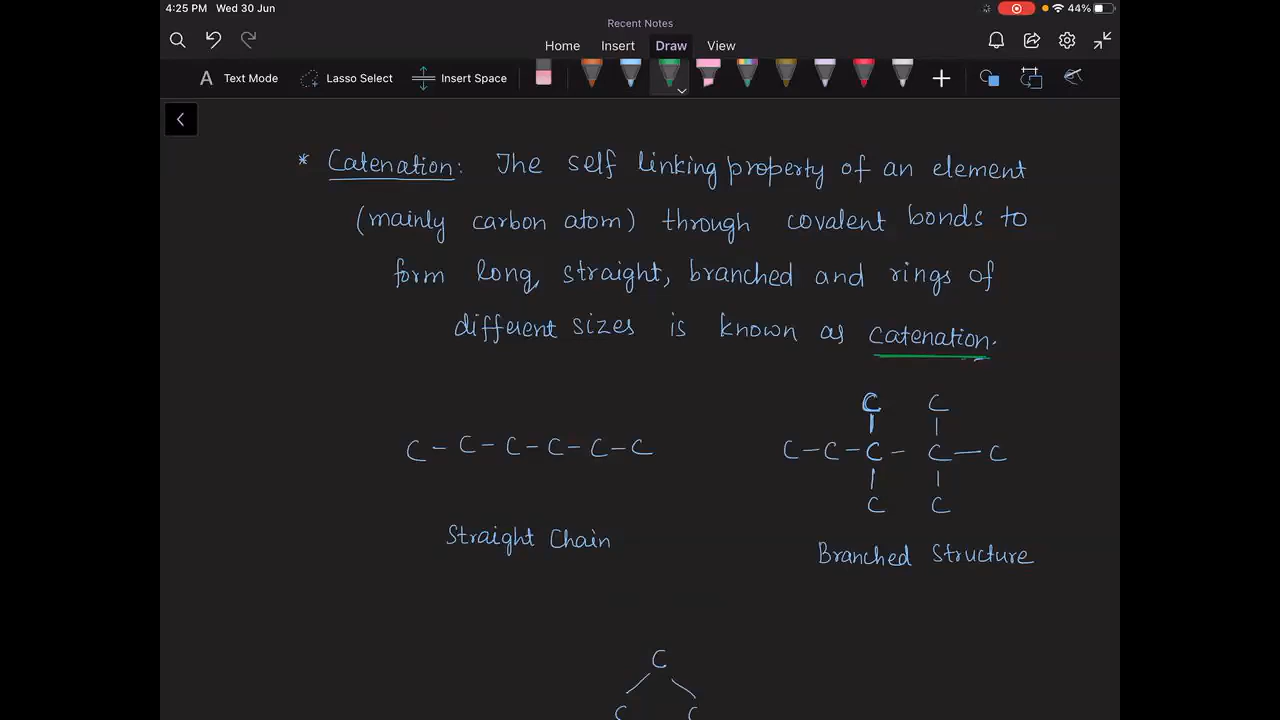 4:25 PM Wed 30 Jun
44%
Recent Notes
Home Insert Draw View
A Text Mode Lasso Select Insert Space
* Catenation: The self linking property of an element
(mainly carbon atom) through covalent bonds to
form long, straight, branched and rings of
different sizes is known as catenation.
C C
C - C - C - C - C - C
C - C - C - C - C
C C
Straight Chain
Branched Structure
C
C C